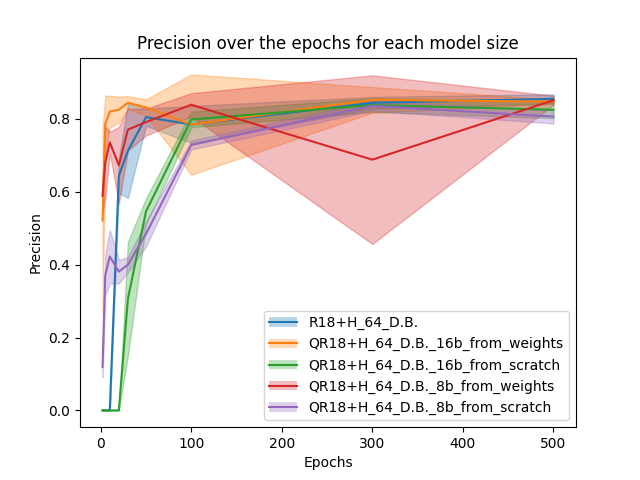 Precision over the epochs for each model size
Precision
0.8
0.6
0.4
0.2
0.0
R18+H_64_D.B.
QR18+H_64_D.B._16b_from_weights
QR18+H_64_D.B._16b_from_scratch
QR18+H_64_D.B._8b_from_weights
QR18+H_64_D.B._8b_from_scratch
0 100 200 300 400 500
Epochs